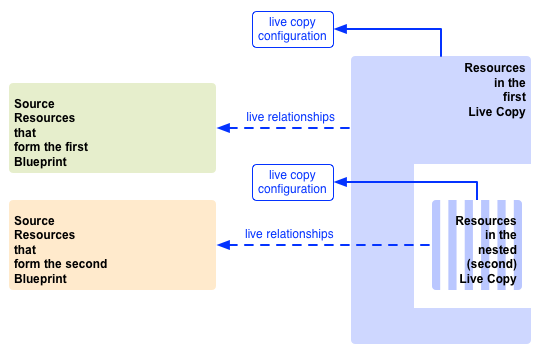 live copy
configuration
Resources
in the
first
Live Copy
Source
Resources
that
form the first
Blueprint
live relationships
live copy
configuration
Source
Resources
that
form the second
Blueprint
live relationships
Resources
in the
nested
(second)
Live Copy